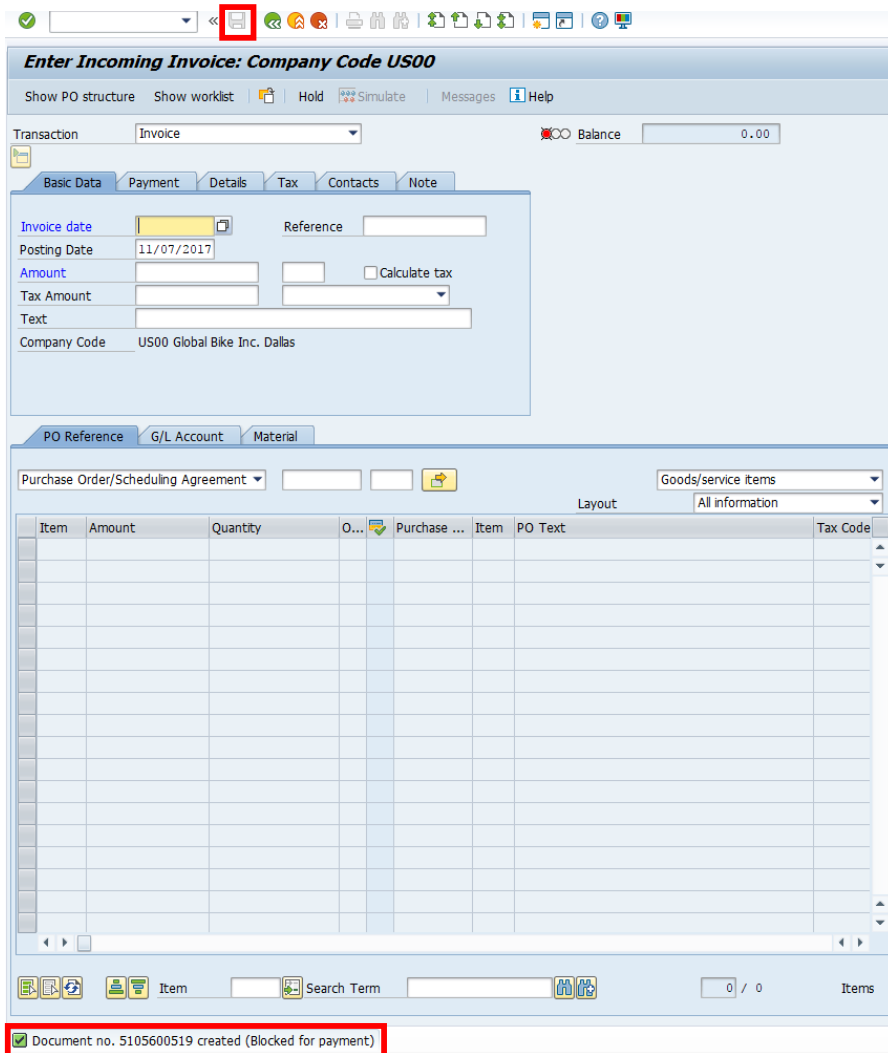 «
Enter Incoming Invoice: Company Code US00
Show PO structure Show worklist Hold Simulate Messages Help
Transaction Invoice Balance 0.00
Basic Data Payment Details Tax Contacts Note
Invoice date Reference
Posting Date 11/07/2017
Amount Calculate tax
Tax Amount
Text
Company Code US00 Global Bike Inc. Dallas
PO Reference G/L Account Material
Purchase Order/Scheduling Agreement Goods/service items
Layout All information
Item Amount Quantity O... Purchase ... Item PO Text Tax Code
Item Search Term 0 / 0 Items
Document no. 5105600519 created (Blocked for payment)